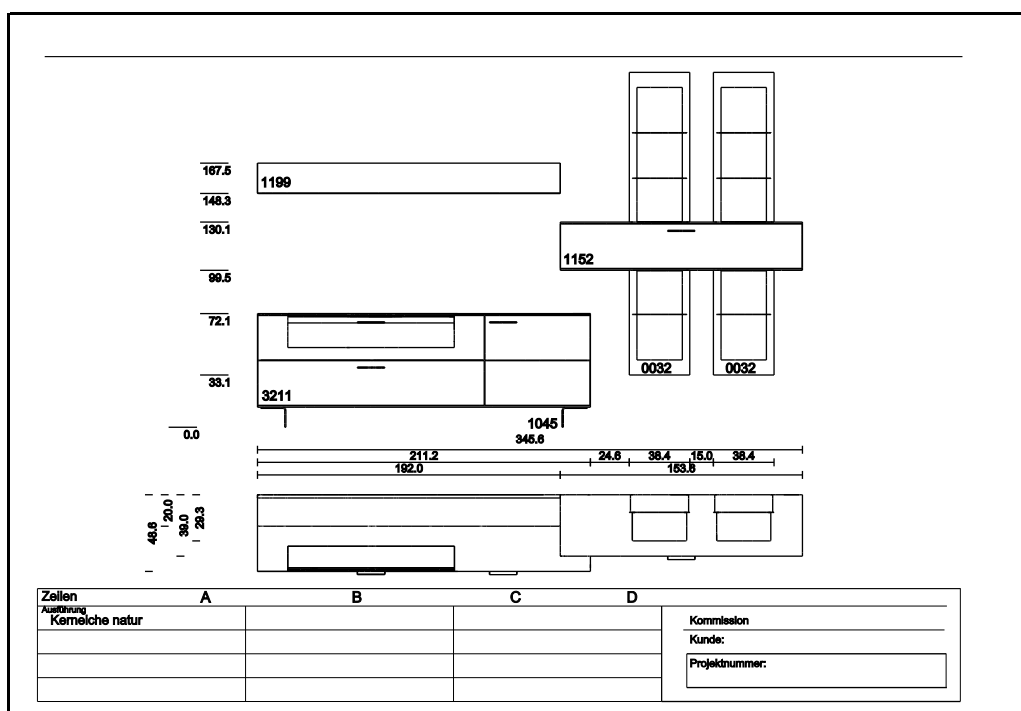 167.5
1199
148.3
130.1
1152
99.5
72.1
0032 0032
33.1
3211
1045
0.0
345.6
211.2 24.6 38.4 15.0 38.4
192.0 153.6
48.6 20.0 39.0 29.3
Zeilen A B C D
Ausführung
Kerneiche natur
Kommission
Kunde:
Projektnummer: